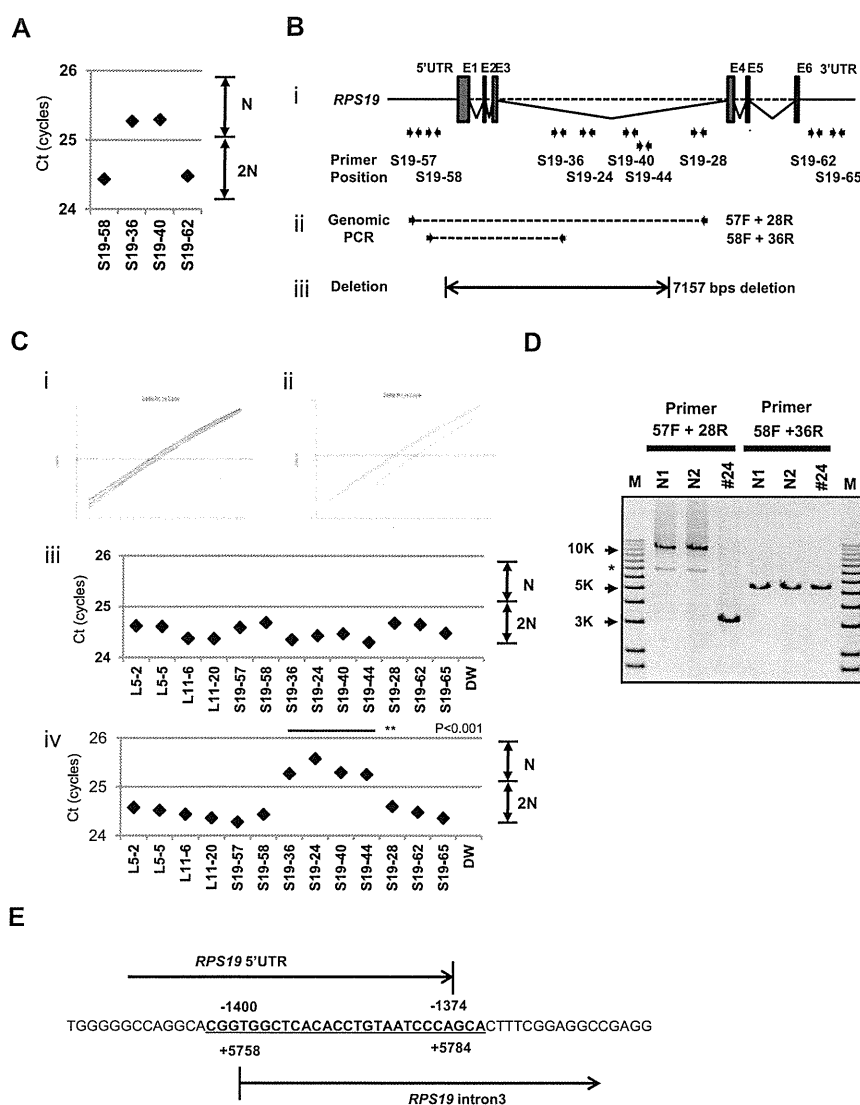 A
26
25
24
Ct (cycles)
N
2N
S19-58
S19-36
S19-40
S19-62
B
5'UTR E1 E2 E3 E4 E5 E6 3'UTR
i
RPS19
Primer
Position
S19-57
S19-58
S19-36
S19-24
S19-40
S19-44
S19-28
S19-62
S19-65
ii
Genomic
PCR
57F + 28R
58F + 36R
iii
Deletion
7157 bps deletion
C
i
ii
iii
26
25
24
Ct (cycles)
N
2N
L5-2
L5-5
L11-6
L11-20
S19-57
S19-58
S19-36
S19-24
S19-40
S19-44
S19-28
S19-62
S19-65
DW
iv
** P<0.001
26
25
24
Ct (cycles)
N
2N
L5-2
L5-5
L11-6
L11-20
S19-57
S19-58
S19-36
S19-24
S19-40
S19-44
S19-28
S19-62
S19-65
DW
D
Primer
57F + 28R
Primer
58F +36R
M N1 N2 #24 N1 N2 #24 M
10K
*
5K
3K
E
RPS19 5'UTR
-1400 -1374
TGGGGGCCAGGCACGGTGGCTCACACCTGTAATCCCAGCACTTTCGGAGGCCGAGG
+5758 +5784
RPS19 intron3